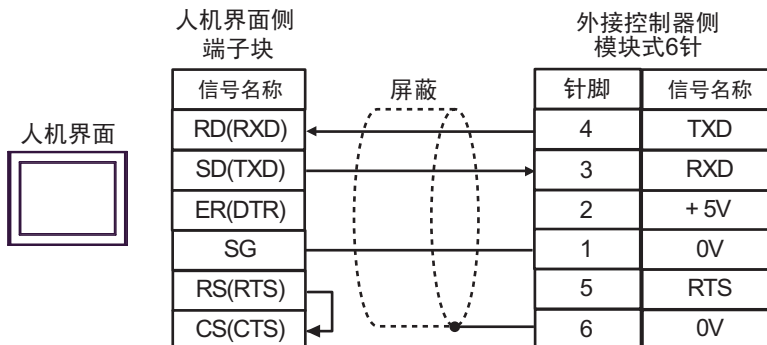 人机界面侧
端子块
外接控制器侧
模块式6针
信号名称
屏蔽
针脚
信号名称
人机界面
RD(RXD)
4
TXD
SD(TXD)
3
RXD
ER(DTR)
2
+ 5V
SG
1
0V
RS(RTS)
5
RTS
CS(CTS)
6
0V